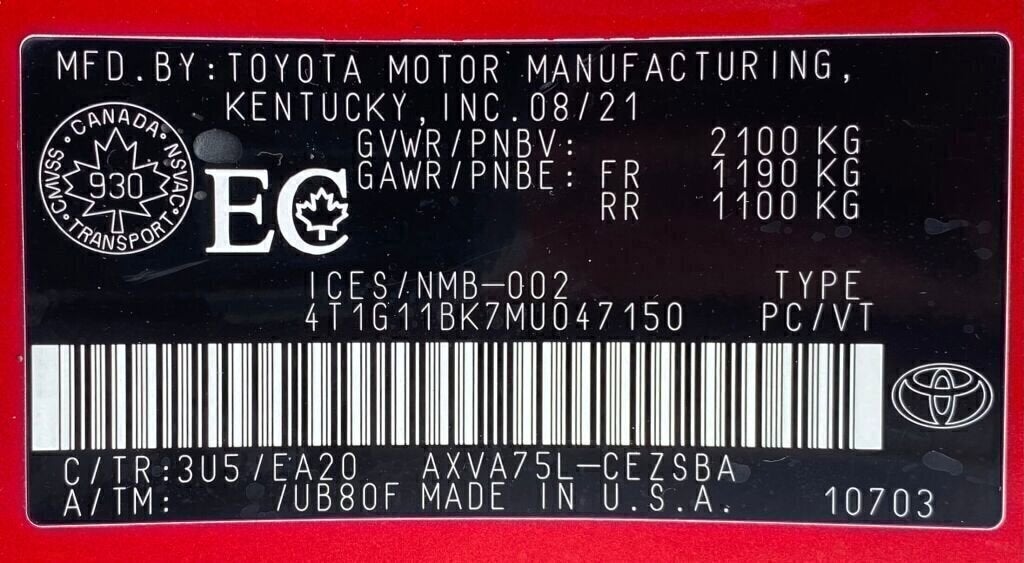 MFD.BY:TOYOTA MOTOR MANUFACTURING,
KENTUCKY, INC. 08/21
GVWR/PNBV: 2100 KG
GAWR/PNBE: FR 1190 KG
RR 1100 KG
CANADA
CMVSS 930 NSVAC
TRANSPORT
EC
ICES/NMB-002 TYPE
4T1G11BK7MU047150 PC/VT
C/TR:3U5/EA20 AXVA75L-CEZSBA
A/TM: /UB80F MADE IN U.S.A. 10703